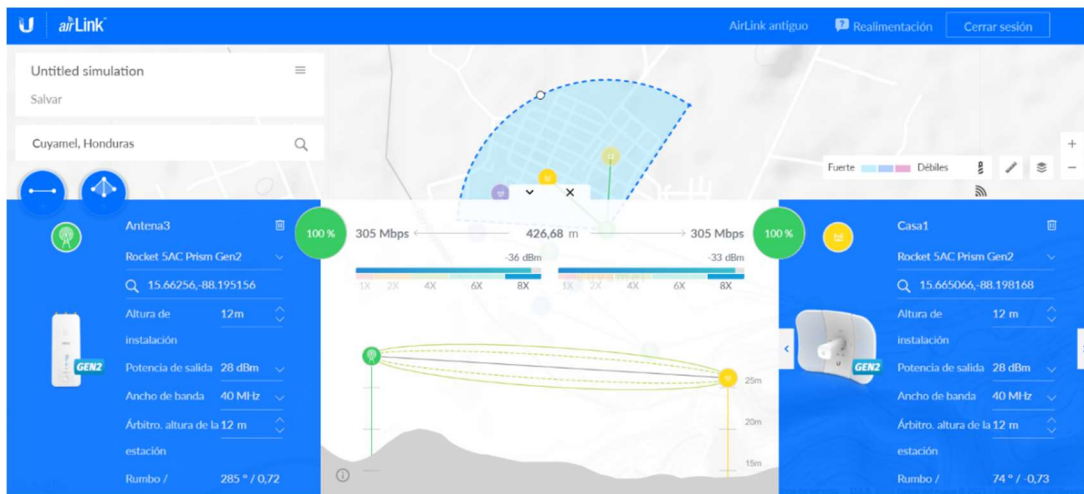 U airLink
AirLink antiguo
? Realimentación
Cerrar sesión
Untitled simulation
Salvar
Cuyamel, Honduras
Fuerte
Débiles
+
−
Antena3
Rocket 5AC Prism Gen2
15.66256,-88.195156
Altura de
instalación
12m
GEN2
Potencia de salida
28 dBm
Ancho de banda
40 MHz
Árbitro. altura de la
estación
12 m
Rumbo /
285 ° / 0,72
100 %
305 Mbps
426,68 m
305 Mbps
100 %
-36 dBm
-33 dBm
1X 2X 4X 6X 8X
1X 2X 4X 6X 8X
25m
20m
15m
Casa1
Rocket 5AC Prism Gen2
15.665066,-88.198168
Altura de
instalación
12 m
GEN2
Potencia de salida
28 dBm
Ancho de banda
40 MHz
Árbitro. altura de la
estación
12 m
Rumbo /
74 ° / -0,73